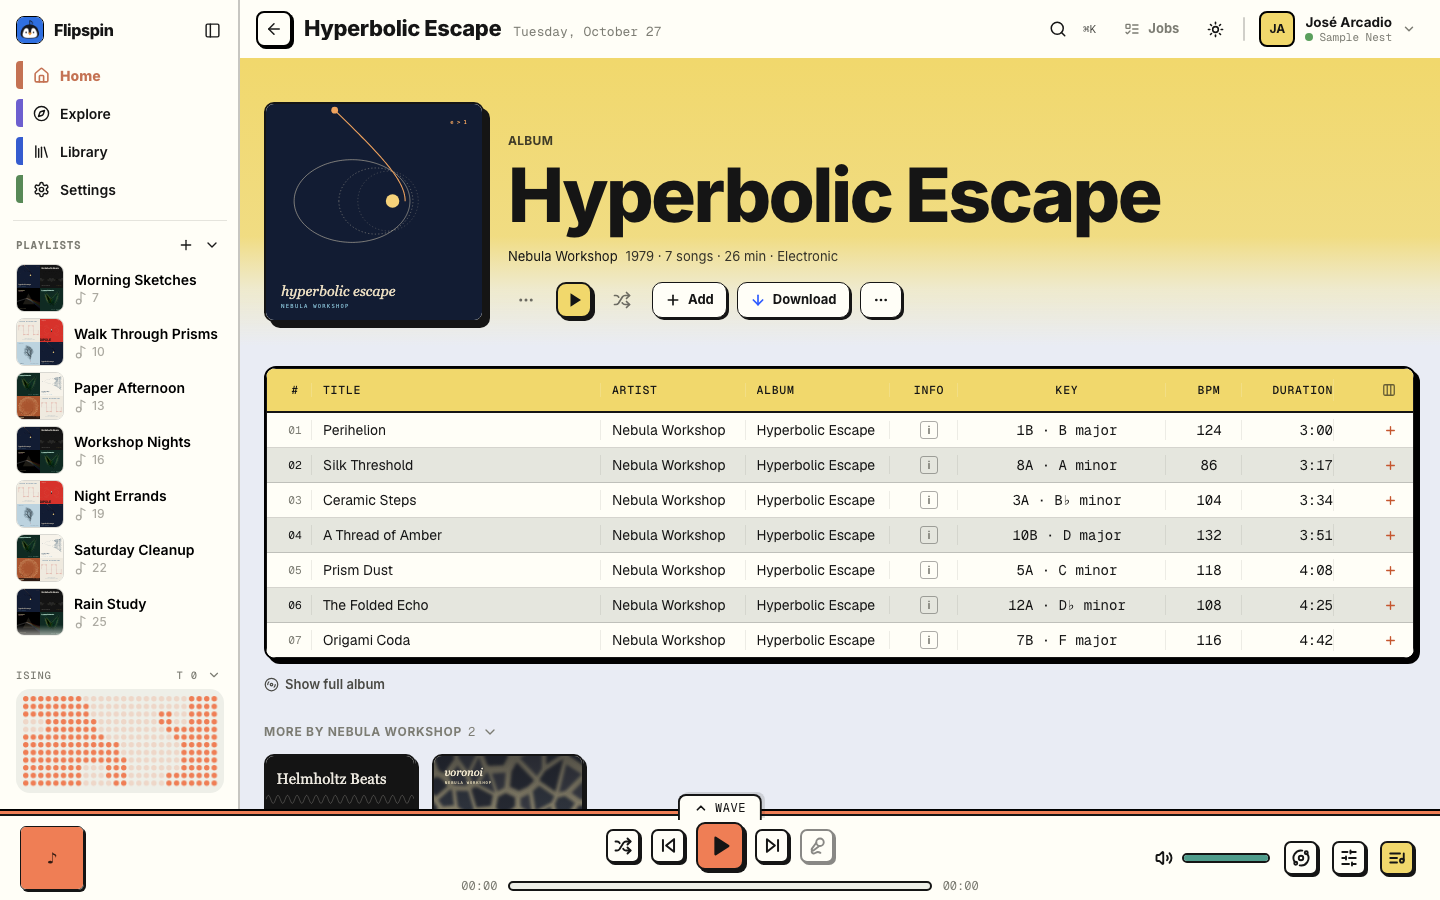 Flipspin
Home
Explore
Library
Settings
PLAYLISTS
Morning Sketches
7
Walk Through Prisms
10
Paper Afternoon
13
Workshop Nights
16
Night Errands
19
Saturday Cleanup
22
Rain Study
25
ISING T 0
Hyperbolic Escape Tuesday, October 27
⌘K Jobs
JA José Arcadio
Sample Nest
e > 1
hyperbolic escape
NEBULA WORKSHOP
ALBUM
Hyperbolic Escape
Nebula Workshop 1979 · 7 songs · 26 min · Electronic
Add Download
# TITLE ARTIST ALBUM INFO KEY BPM DURATION
01 Perihelion Nebula Workshop Hyperbolic Escape i 1B · B major 124 3:00 +
02 Silk Threshold Nebula Workshop Hyperbolic Escape i 8A · A minor 86 3:17 +
03 Ceramic Steps Nebula Workshop Hyperbolic Escape i 3A · B♭ minor 104 3:34 +
04 A Thread of Amber Nebula Workshop Hyperbolic Escape i 10B · D major 132 3:51 +
05 Prism Dust Nebula Workshop Hyperbolic Escape i 5A · C minor 118 4:08 +
06 The Folded Echo Nebula Workshop Hyperbolic Escape i 12A · D♭ minor 108 4:25 +
07 Origami Coda Nebula Workshop Hyperbolic Escape i 7B · F major 116 4:42 +
Show full album
MORE BY NEBULA WORKSHOP 2
Helmholtz Beats
voronoi
NEBULA WORKSHOP
WAVE
00:00 00:00